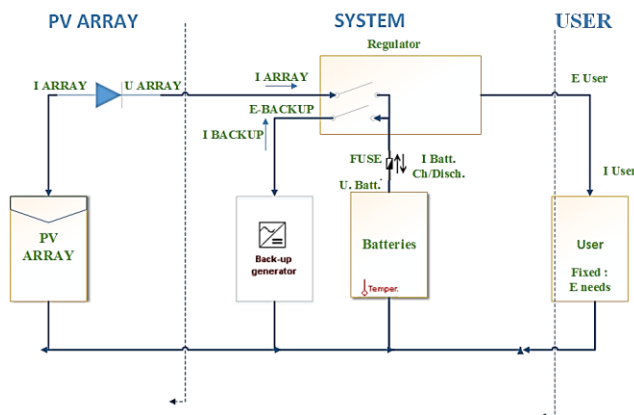 PV ARRAY
SYSTEM
USER
Regulator
I ARRAY
U ARRAY
I ARRAY
E User
E-BACKUP
I BACKUP
FUSE
I Batt.
Ch/Disch.
U. Batt.
I User
PV
ARRAY
Back-up
generator
Batteries
Temper.
User
Fixed :
E needs